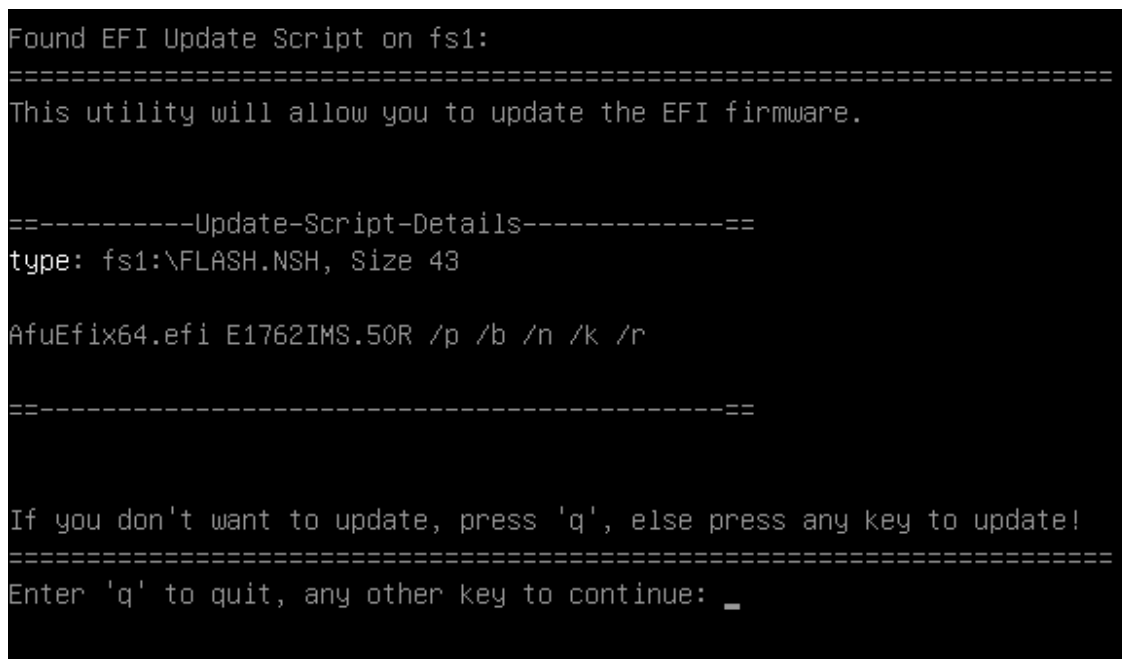 Found EFI Update Script on fs1:
=======================================================================
This utility will allow you to update the EFI firmware.
==----------Update-Script-Details-------------==
type: fs1:\FLASH.NSH, Size 43
AfuEfix64.efi E1762IMS.50R /p /b /n /k /r
==--------------------------------------------==
If you don't want to update, press 'q', else press any key to update!
=======================================================================
Enter 'q' to quit, any other key to continue: _